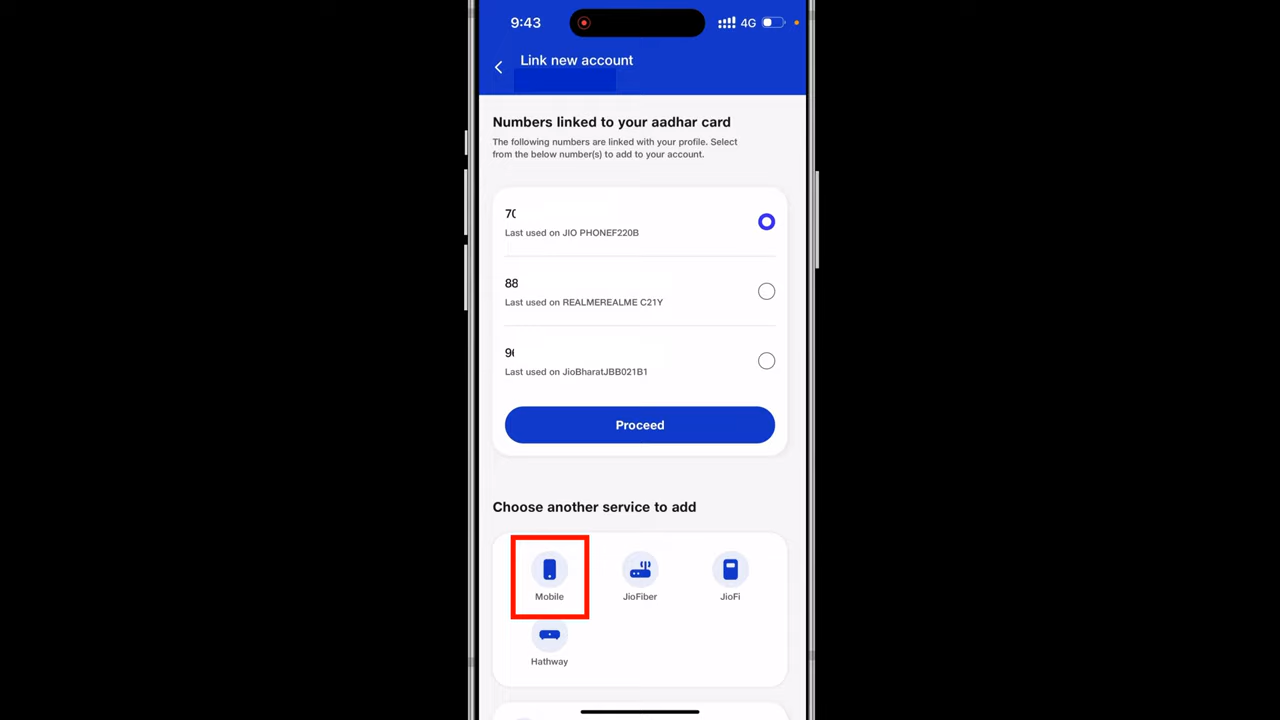 9:43
4G
Link new account
Numbers linked to your aadhar card
The following numbers are linked with your profile. Select
from the below number(s) to add to your account.
70
Last used on JIO PHONEF220B
88
Last used on REALMEREALME C21Y
96
Last used on JioBharatJBB021B1
Proceed
Choose another service to add
Mobile
JioFiber
JioFi
Hathway